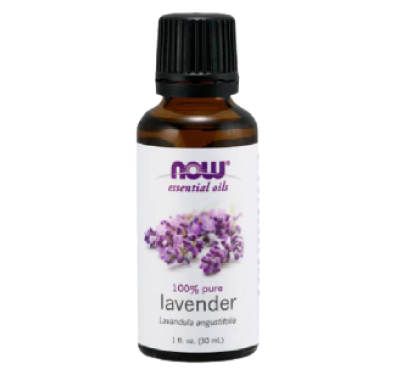 NOW®
essential oils
100% pure
lavender
Lavandula angustifolia
1 fl. oz. (30 mL)